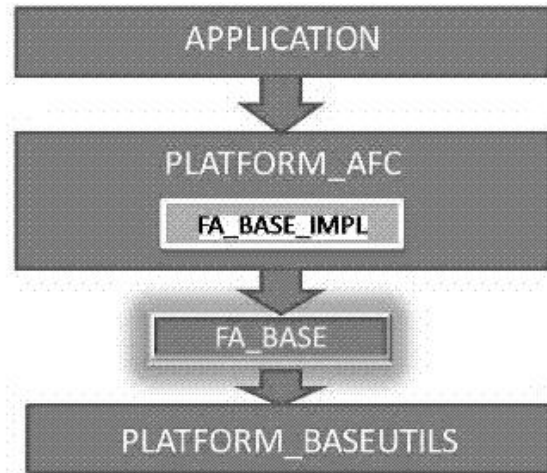 APPLICATION
PLATFORM_AFC
FA_BASE_IMPL
FA_BASE
PLATFORM_BASEUTILS